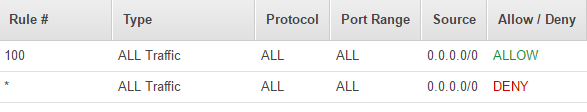 Rule # Type Protocol Port Range Source Allow / Deny
100 ALL Traffic ALL ALL 0.0.0.0/0 ALLOW
* ALL Traffic ALL ALL 0.0.0.0/0 DENY